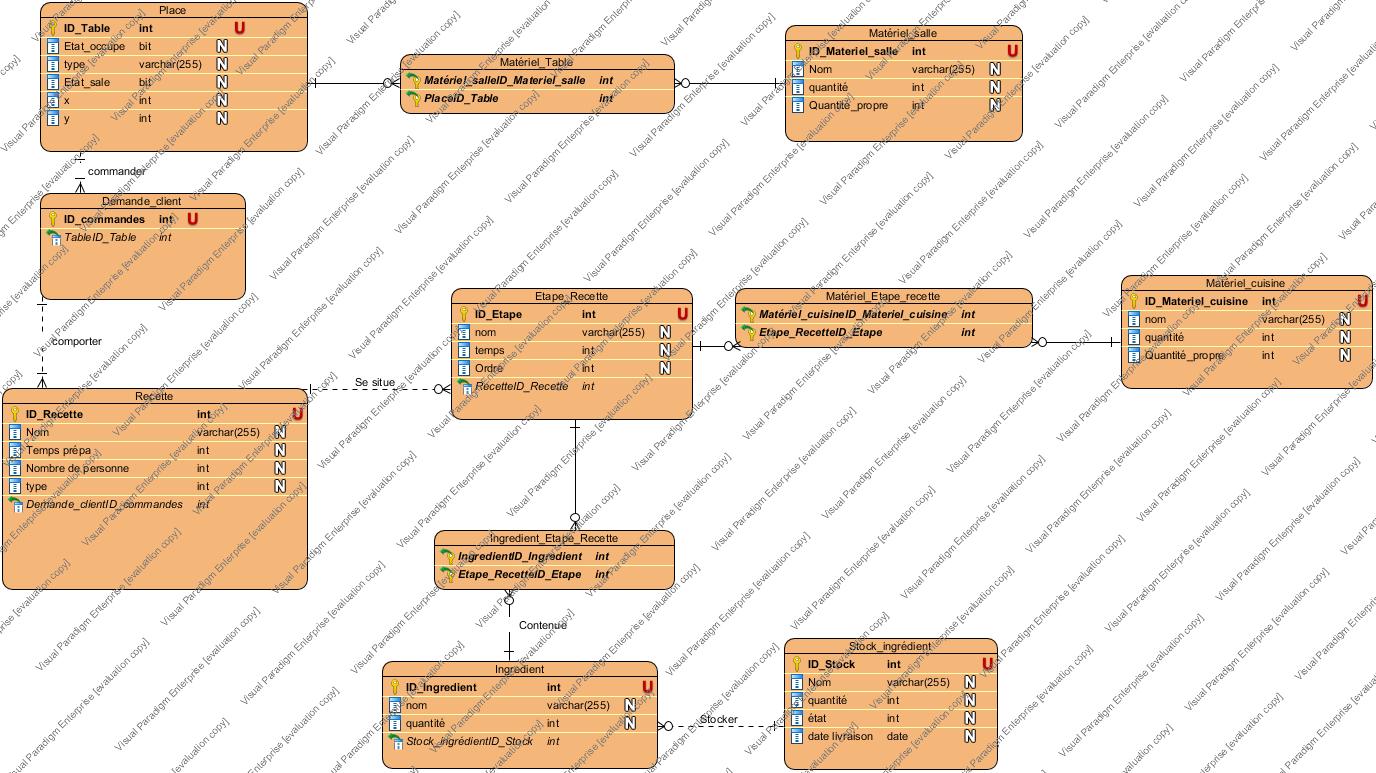 Place
ID_Table int U
Etat_occupe bit N
type varchar(255) N
Etat_sale bit N
x int N
y int N
Matériel_Table
Matériel_salleID_Materiel_salle int
PlaceID_Table int
Matériel_salle
ID_Materiel_salle int U
Nom varchar(255) N
quantité int N
Quantité_propre int N
commander
Demande_client
ID_commandes int U
TableID_Table int
comporter
Recette
ID_Recette int U
Nom varchar(255) N
Temps prépa int N
Nombre de personne int N
type int N
Demande_clientID_commandes int
Se situe
Etape_Recette
ID_Etape int U
nom varchar(255) N
temps int N
Ordre int N
RecetteID_Recette int
Matériel_Etape_recette
Matériel_cuisineID_Materiel_cuisine int
Etape_RecetteID_Etape int
Matériel_cuisine
ID_Materiel_cuisine int U
nom varchar(255) N
quantité int N
Quantité_propre int N
Ingredient_Etape_Recette
IngredientID_Ingredient int
Etape_RecetteID_Etape int
Contenue
Ingredient
ID_Ingredient int U
nom varchar(255) N
quantité int N
Stock_ingrédientID_Stock int
Stocker
Stock_ingrédient
ID_Stock int U
Nom varchar(255) N
quantité int N
état int N
date livraison date N
Visual Paradigm Enterprise [evaluation copy]